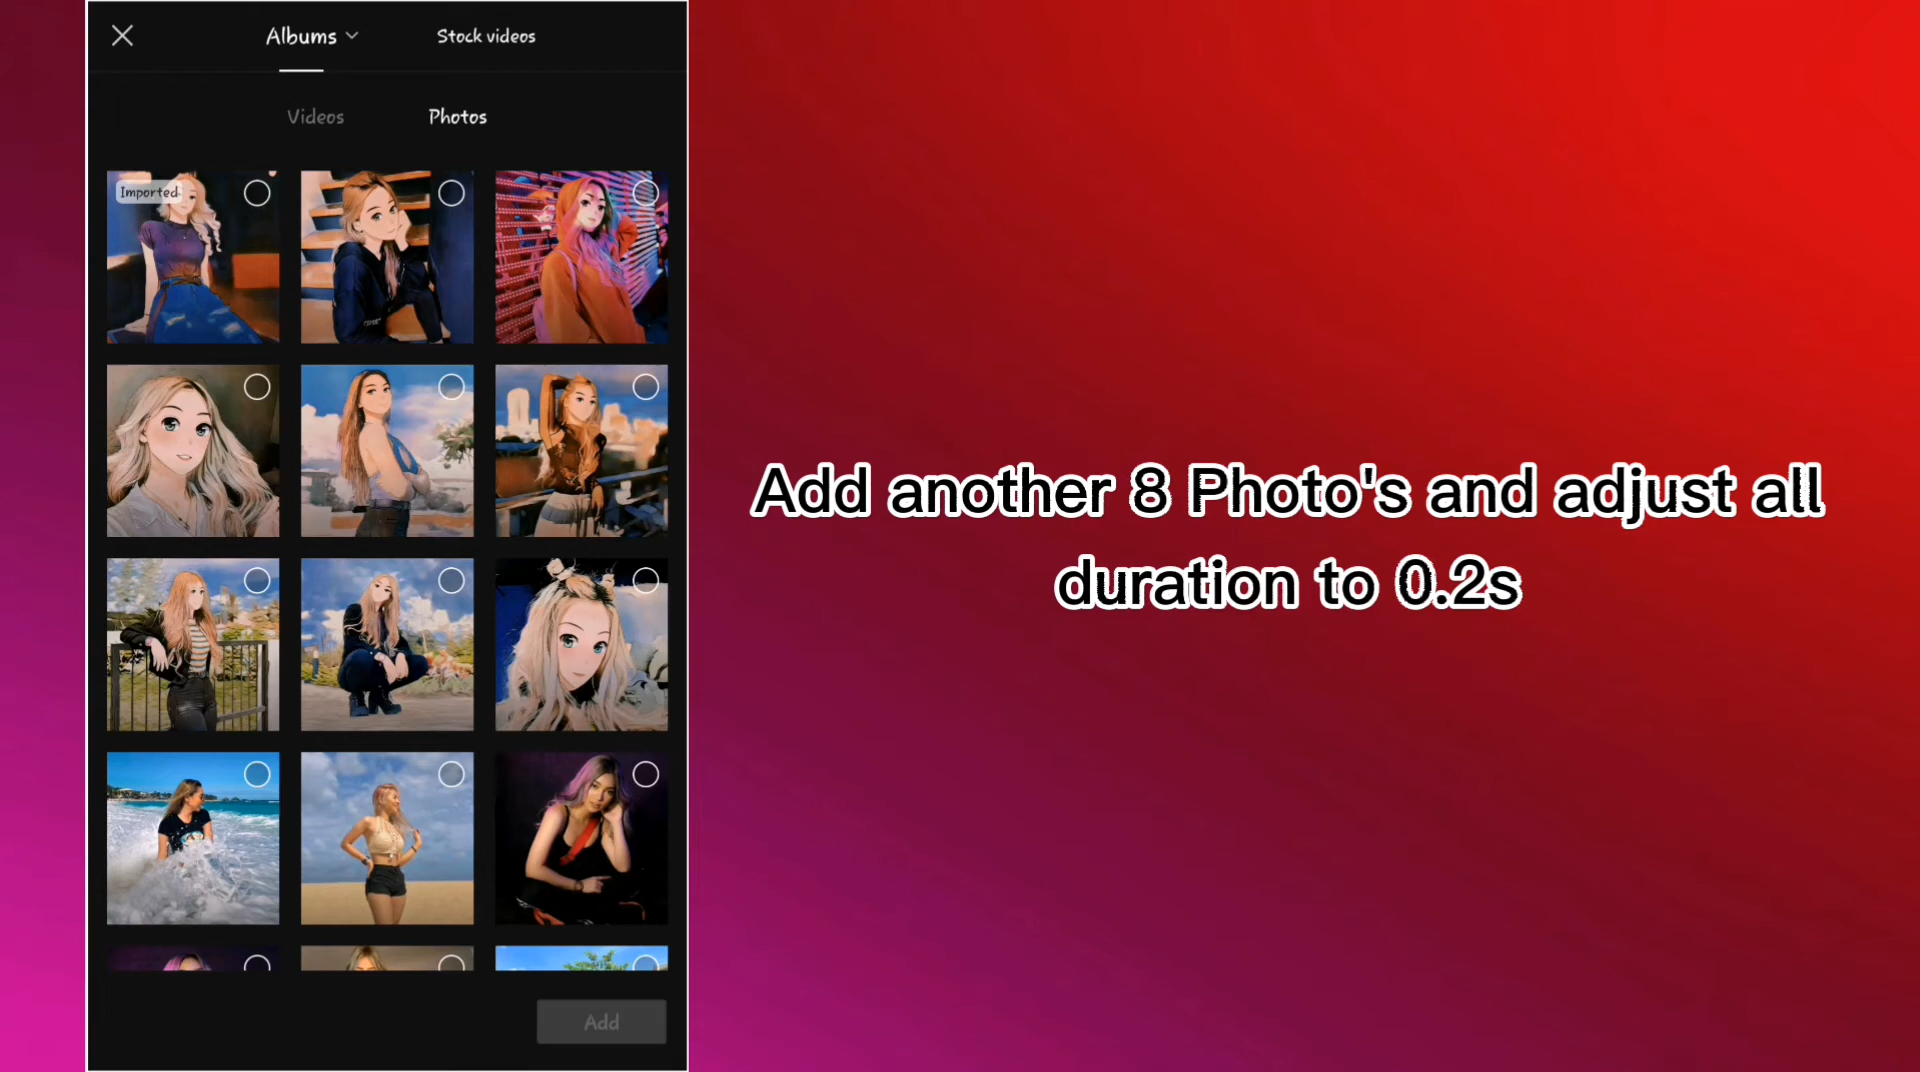 Albums
Stock videos
Videos
Photos
Imported
Add another 8 Photo's and adjust all
duration to 0.2s
Add